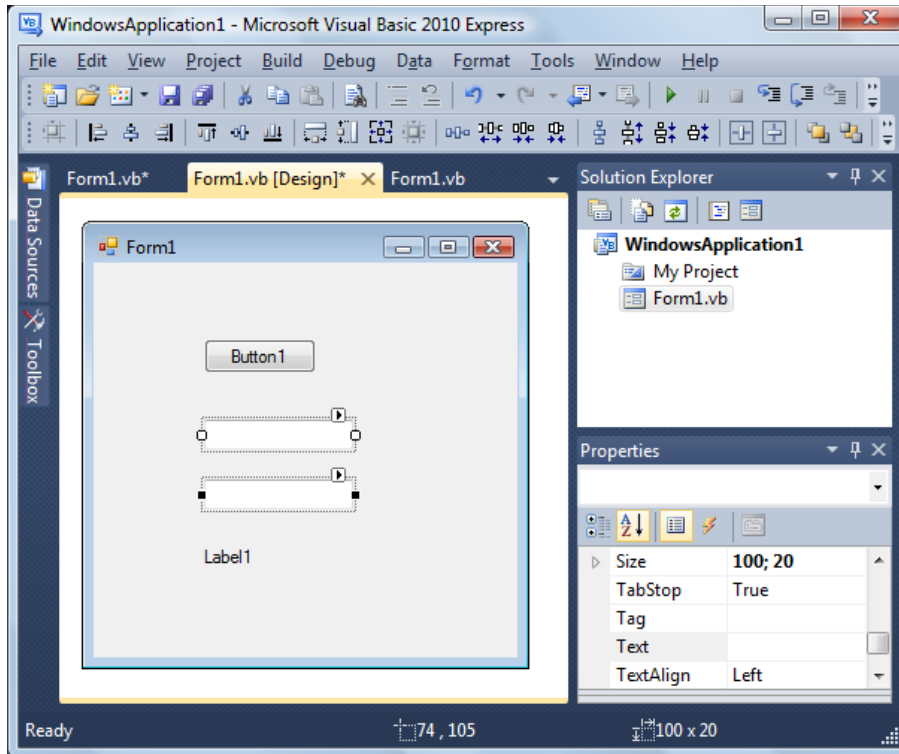 WindowsApplication1 - Microsoft Visual Basic 2010 Express
File Edit View Project Build Debug Data Format Tools Window Help
Data Sources
Toolbox
Form1.vb* Form1.vb [Design]* Form1.vb
Form1
Button1
Label1
Solution Explorer
WindowsApplication1
My Project
Form1.vb
Properties
Size 100; 20
TabStop True
Tag
Text
TextAlign Left
Ready 74 , 105 100 x 20